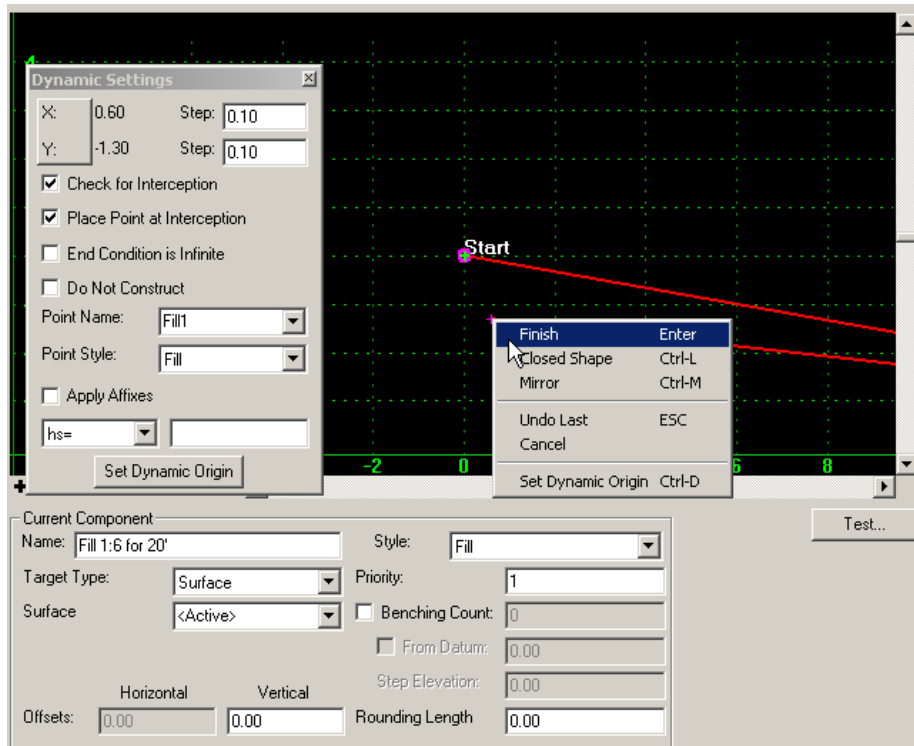 4
Dynamic Settings
X: 0.60 Step: 0.10
Y: -1.30 Step: 0.10
Check for Interception
Place Point at Interception
End Condition is Infinite
Do Not Construct
Point Name: Fill1
Point Style: Fill
Apply Affixes
hs=
Set Dynamic Origin
Start
Finish Enter
Closed Shape Ctrl-L
Mirror Ctrl-M
Undo Last ESC
Cancel
Set Dynamic Origin Ctrl-D
-2 0 6 8
Current Component
Name: Fill 1:6 for 20'
Style: Fill
Test...
Target Type: Surface
Priority: 1
Surface <Active>
Benching Count: 0
From Datum: 0.00
Step Elevation: 0.00
Horizontal Vertical
Offsets: 0.00 0.00
Rounding Length 0.00